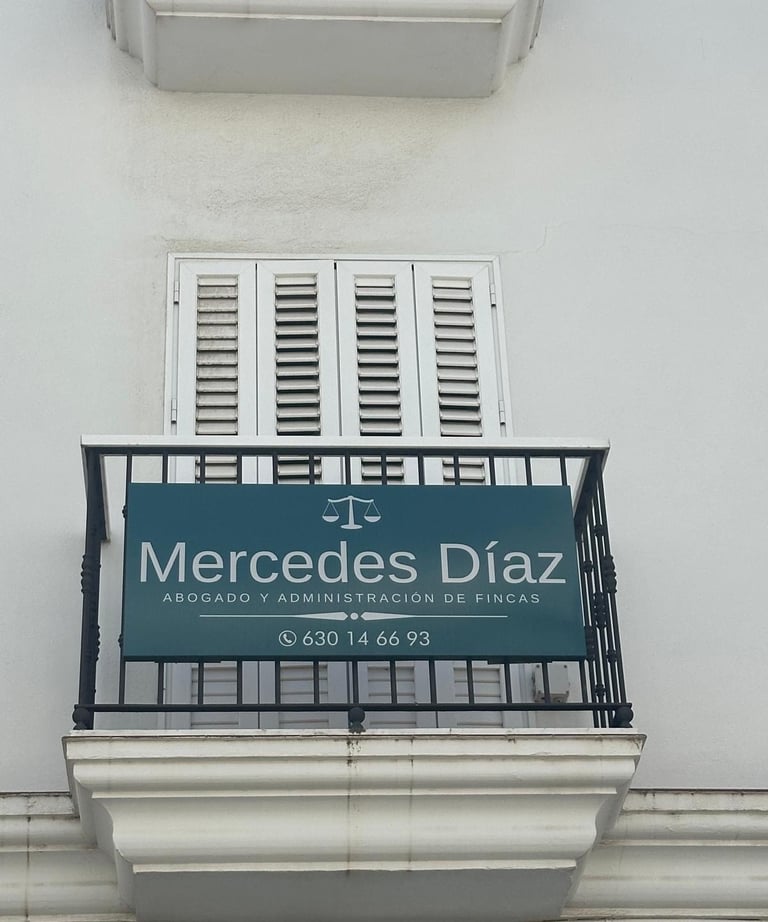 Mercedes Díaz
ABOGADO Y ADMINISTRACIÓN DE FINCAS
630 14 66 93